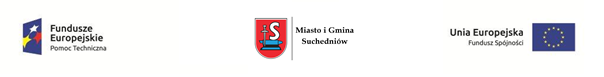 Fundusze
Europejskie
Pomoc Techniczna
S
Miasto i Gmina
Suchedniów
Unia Europejska
Fundusz Spójności